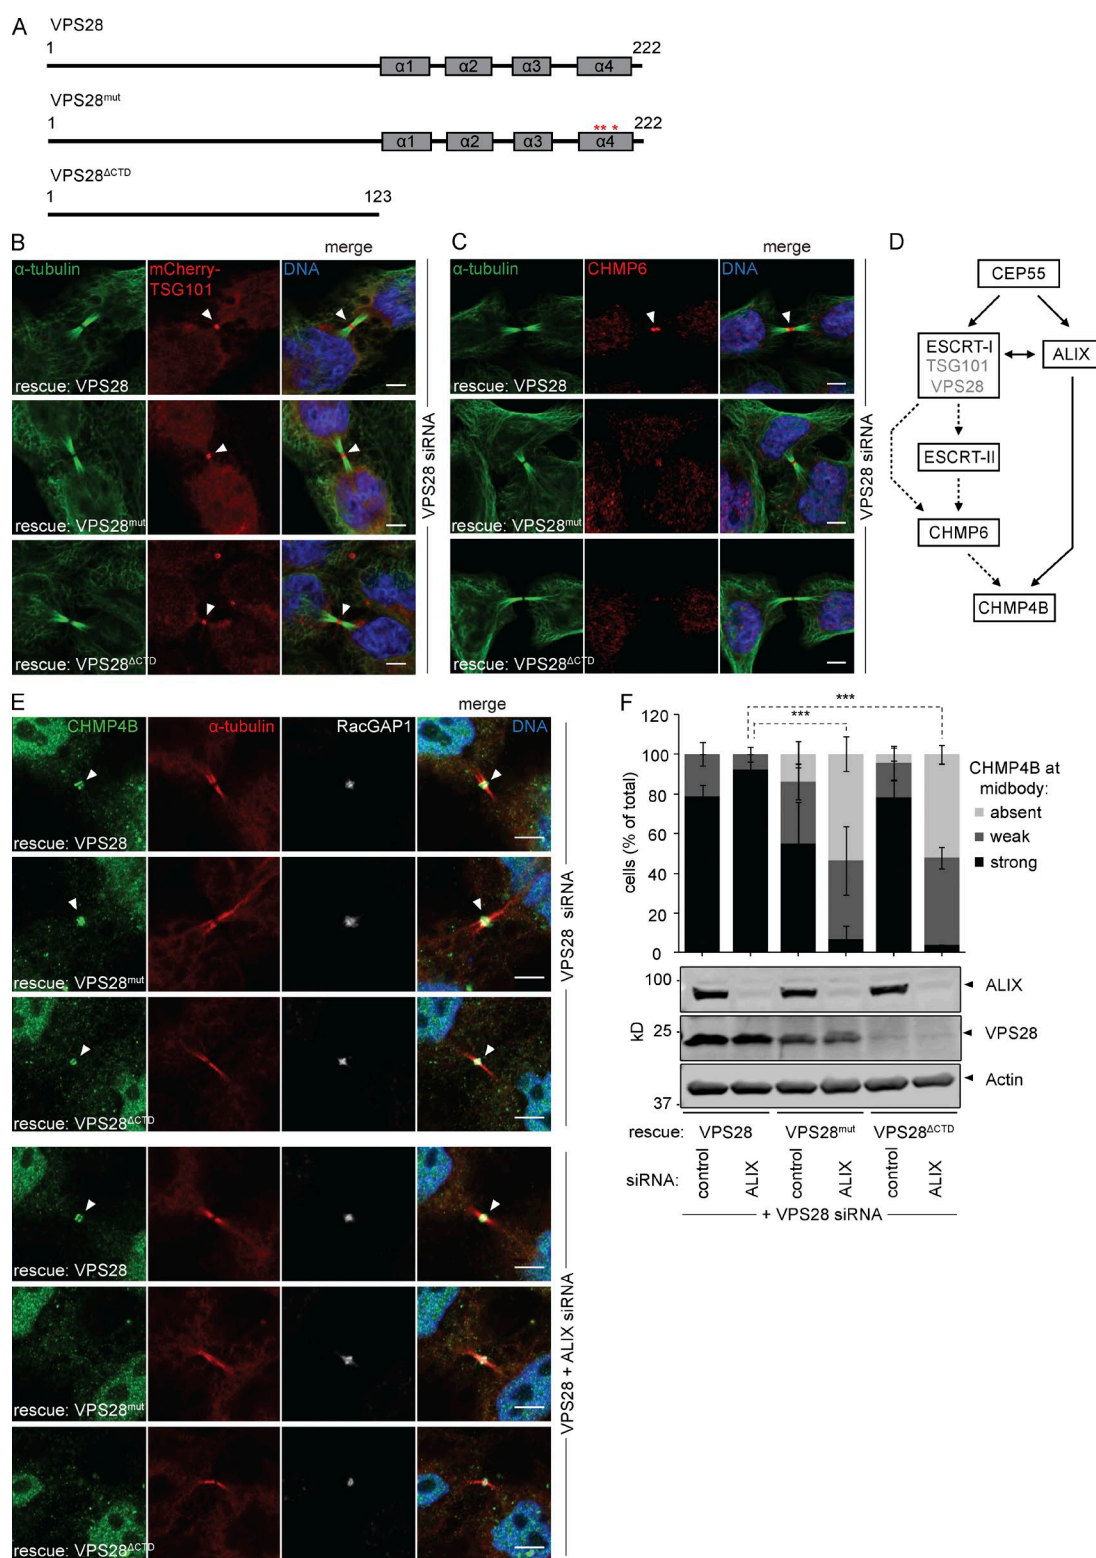 A
VPS28
1 222
α1 α2 α3 α4
VPS28mut
1 222
** *
α1 α2 α3 α4
VPS28ΔCTD
1 123
B
merge
α-tubulin mCherry-TSG101 DNA
rescue: VPS28
rescue: VPS28mut
rescue: VPS28ΔCTD
VPS28 siRNA
C
merge
α-tubulin CHMP6 DNA
rescue: VPS28
rescue: VPS28mut
rescue: VPS28ΔCTD
VPS28 siRNA
D
CEP55
ESCRT-I
TSG101
VPS28
ALIX
ESCRT-II
CHMP6
CHMP4B
E
merge
CHMP4B α-tubulin RacGAP1 DNA
rescue: VPS28
rescue: VPS28mut
rescue: VPS28ΔCTD
VPS28 siRNA
rescue: VPS28
rescue: VPS28mut
rescue: VPS28ΔCTD
VPS28 + ALIX siRNA
F
***
***
120
100
80
60
40
20
0
cells (% of total)
CHMP4B at
midbody:
absent
weak
strong
100
ALIX
kD
25
VPS28
Actin
37
rescue: VPS28 VPS28mut VPS28ΔCTD
siRNA: control ALIX control ALIX control ALIX
+ VPS28 siRNA